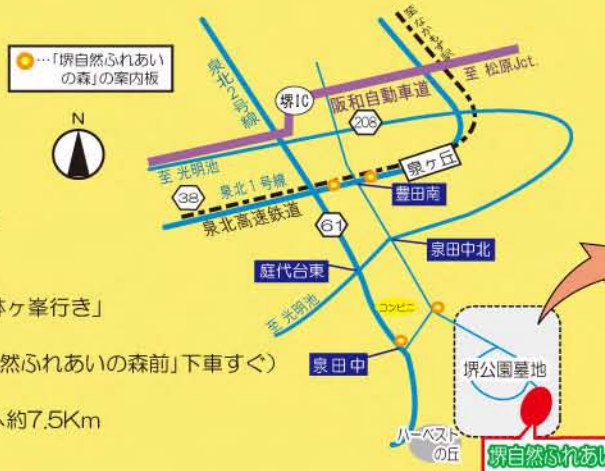 …「堺自然ふれあい
の森」の案内板
N
至なかもず駅
泉北2号線
堺IC
阪和自動車道
至 松原Jct.
208
至 光明池
泉ヶ丘
38
泉北1号線
泉北高速鉄道
豊田南
61
泉田中北
庭代台東
至 光明池
コンビニ
泉田中
堺公園墓地
ハーベスト
の丘
堺自然ふれあい
ヶ峯行き」
然ふれあいの森前」下車すぐ)
約7.5Km